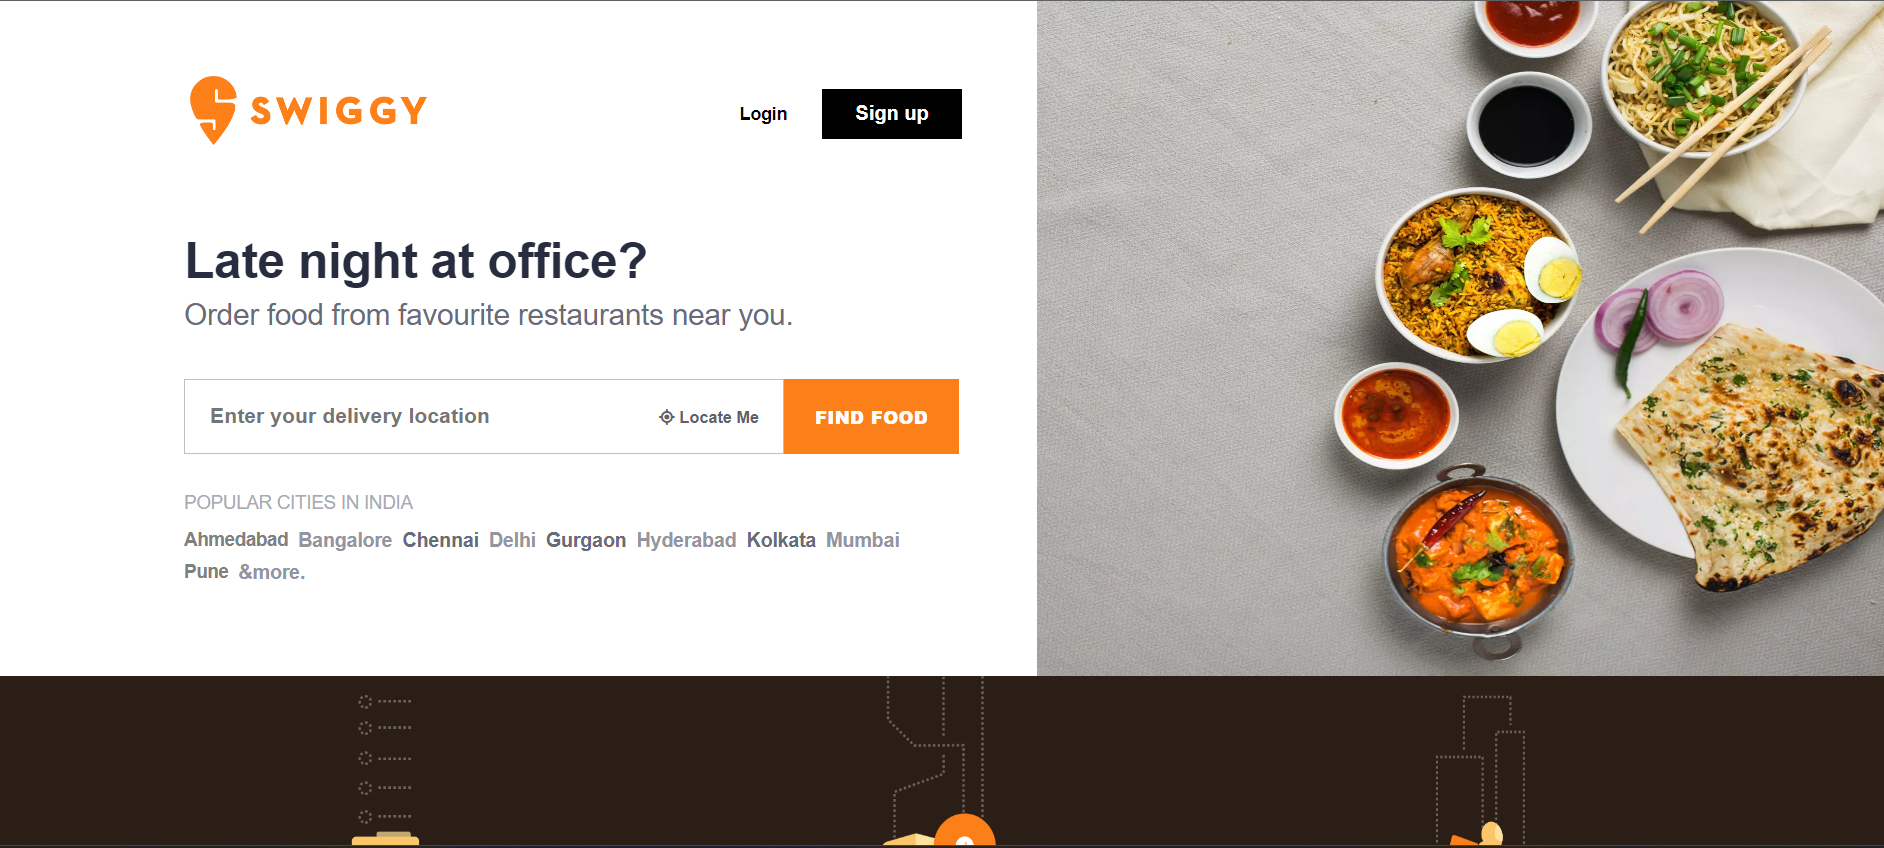 SWIGGY
Login
Sign up
Late night at office?
Order food from favourite restaurants near you.
Enter your delivery location
Locate Me
FIND FOOD
POPULAR CITIES IN INDIA
Ahmedabad Bangalore Chennai Delhi Gurgaon Hyderabad Kolkata Mumbai
Pune &more.